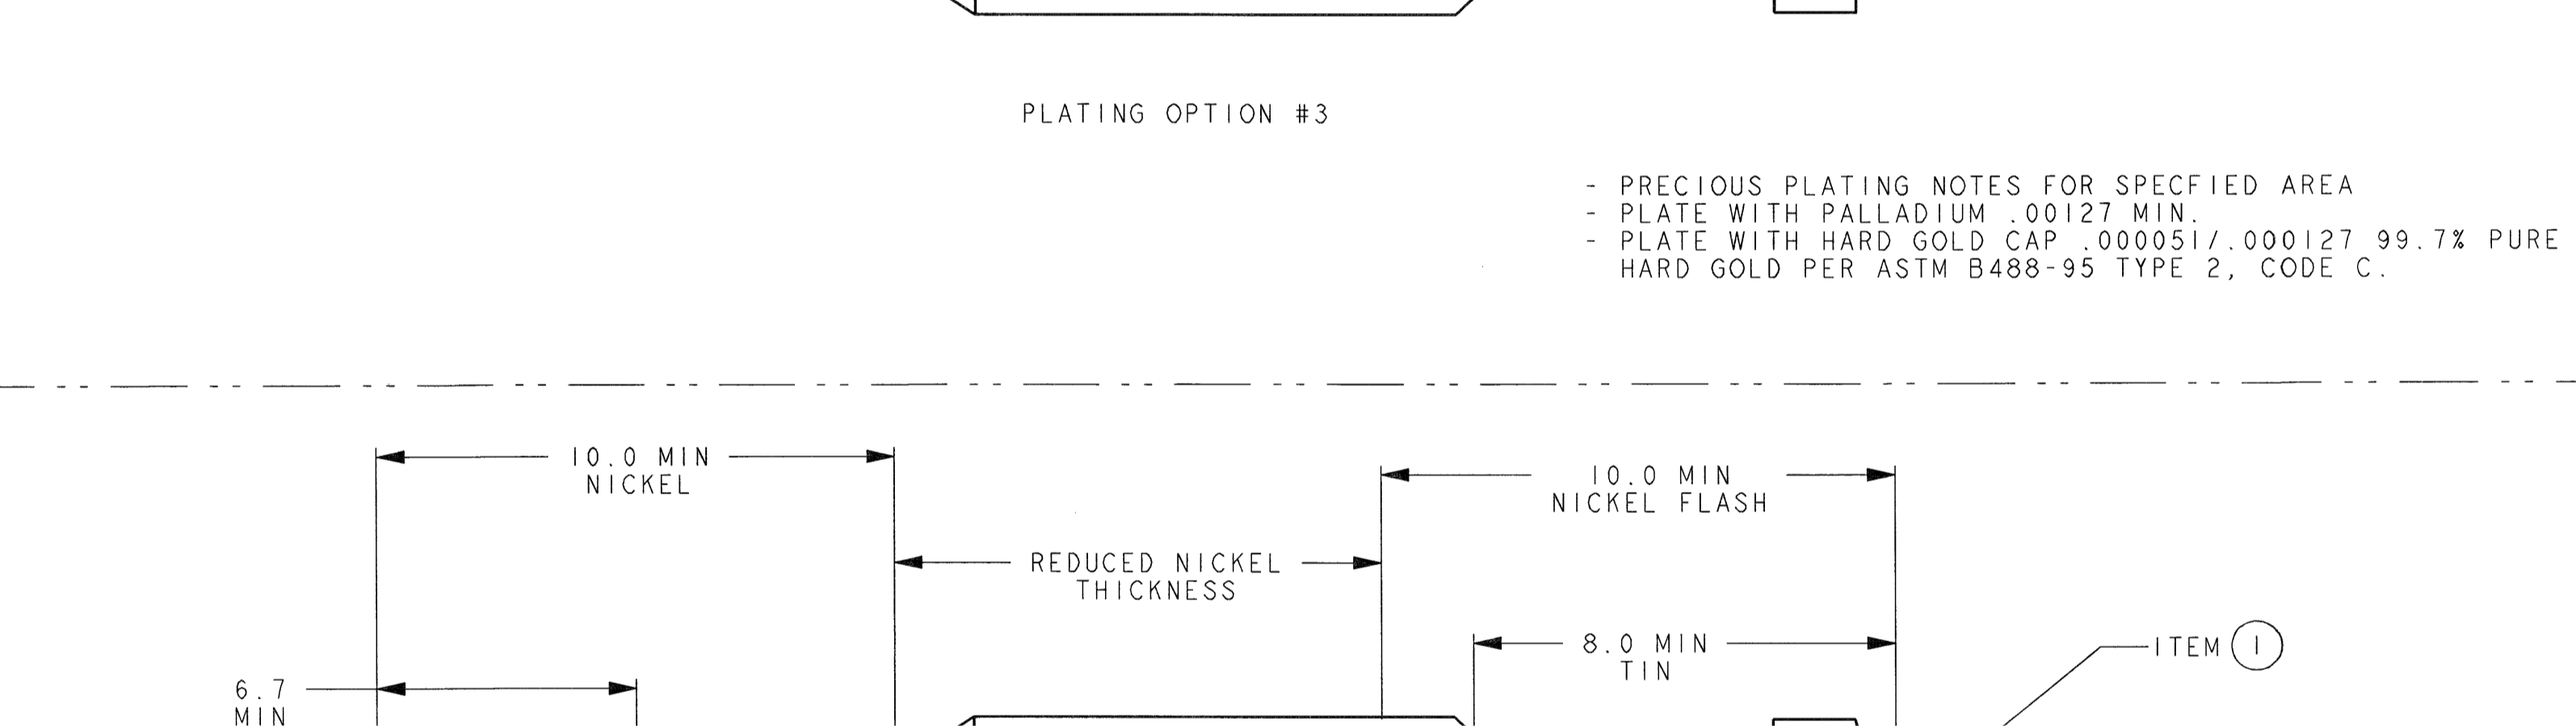 PLATING OPTION #3
- PRECIOUS PLATING NOTES FOR SPECFIED AREA
- PLATE WITH PALLADIUM .00127 MIN.
- PLATE WITH HARD GOLD CAP .000051/.000127 99.7% PURE
HARD GOLD PER ASTM B488-95 TYPE 2, CODE C.
10.0 MIN
NICKEL
10.0 MIN
NICKEL FLASH
REDUCED NICKEL
THICKNESS
8.0 MIN
TIN
ITEM 1
6.7
MIN